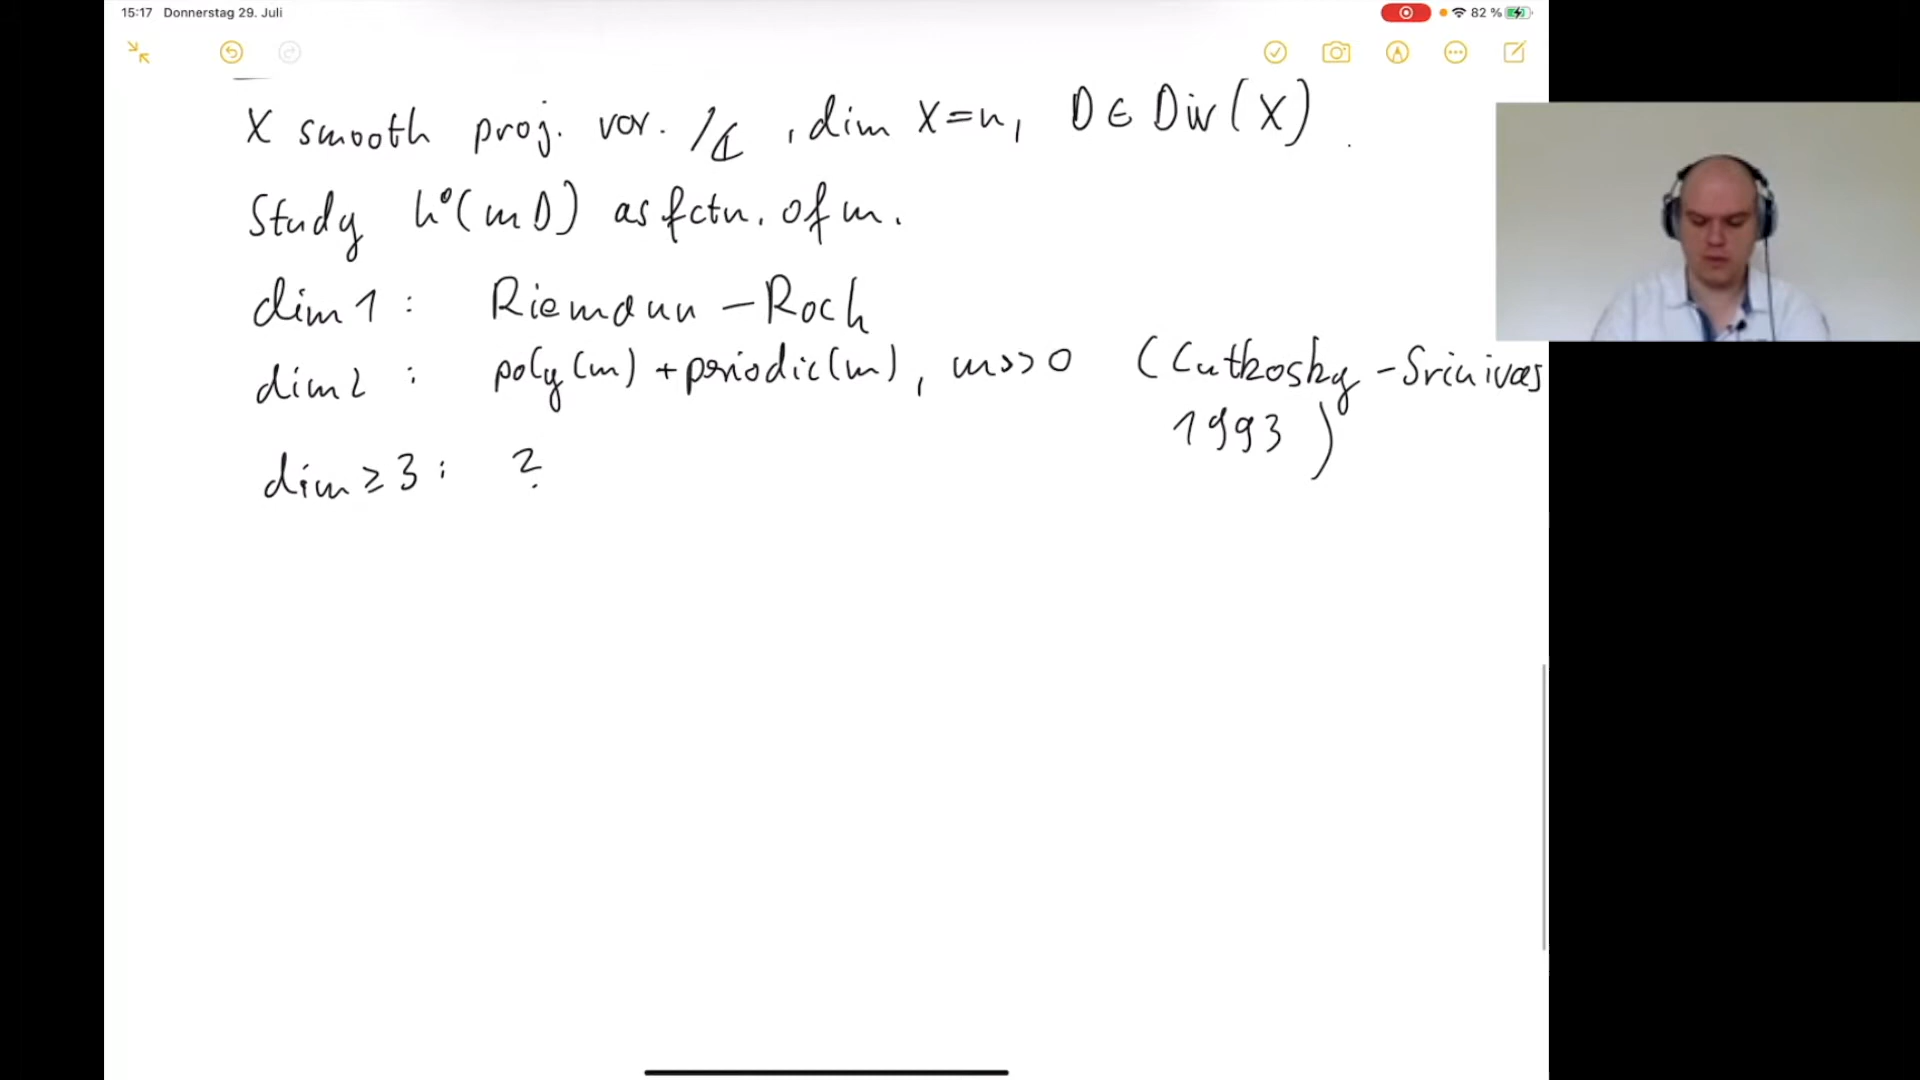 15:17 Donnerstag 29. Juli
82 %
X smooth proj. var. /ℂ, dim X=n, D ∈ Div(X)
Study h⁰(mD) as fctn. of m.
dim 1 : Riemann – Roch
dim 2 : poly(m) + periodic(m), m>>0 (Cutkosky – Srinivas
1993)
dim ≥ 3 : ?